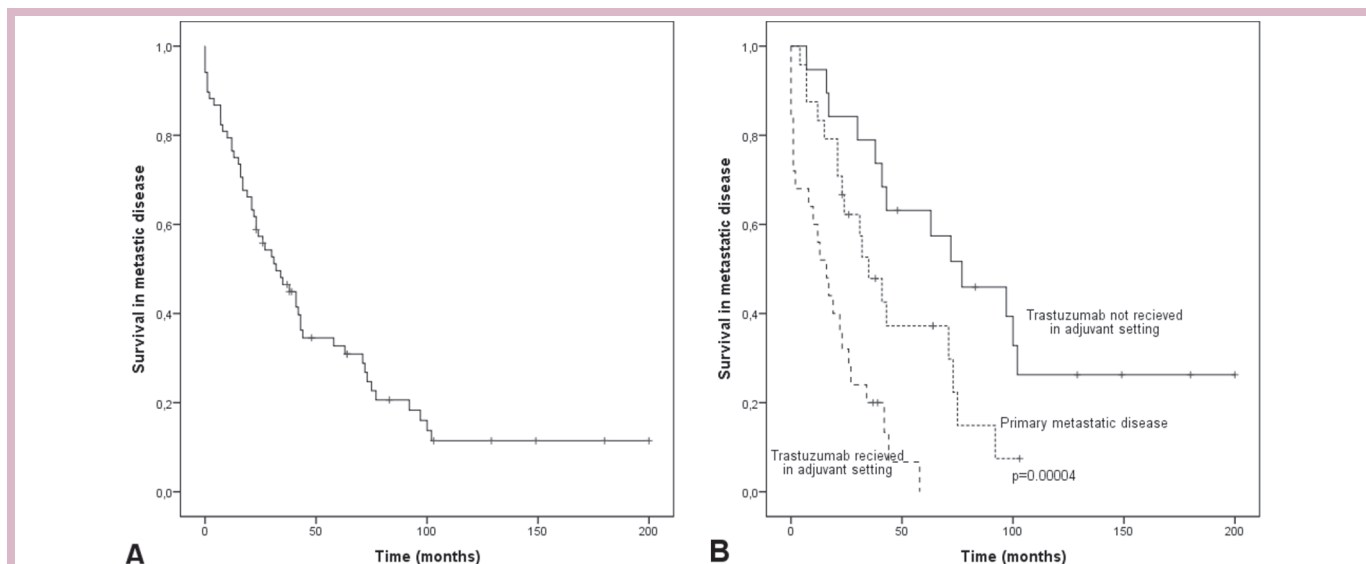 1,0
0,8
0,6
0,4
0,2
0,0
Survival in metastic disease
0
50
100
150
200
Time (months)
A
1,0
0,8
0,6
0,4
0,2
0,0
Survival in metastatic disease
Trastuzumab not recieved
in adjuvant setting
Primary metastatic disease
Trastuzumab recieved
in adjuvant setting
p=0.00004
0
50
100
150
200
Time (months)
B